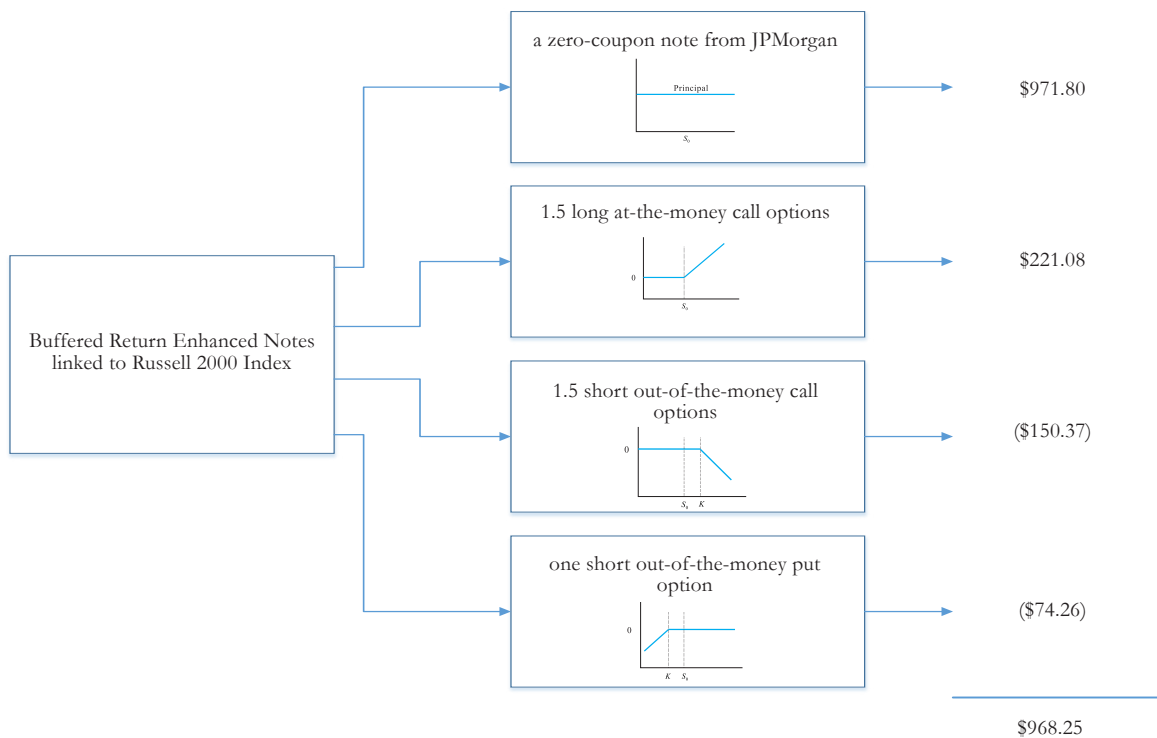 a zero-coupon note from JPMorgan
Principal
S₀
$971.80
1.5 long at-the-money call options
0
S₀
$221.08
Buffered Return Enhanced Notes
linked to Russell 2000 Index
1.5 short out-of-the-money call
options
0
S₀ K
($150.37)
one short out-of-the-money put
option
0
K S₀
($74.26)
$968.25